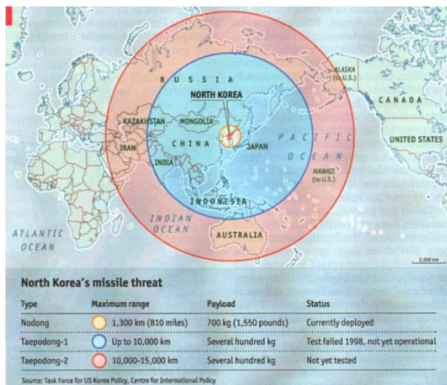 RUSSIA
ALASKA
(to U.S.)
NORTH KOREA
CANADA
KAZAKHSTAN
MONGOLIA
PACIFIC
OCEAN
UNITED STATES
CHINA
JAPAN
IRAN
INDIA
HAWAII
(to U.S.)
INDONESIA
INDIAN
OCEAN
ATLANTIC
OCEAN
AUSTRALIA
2,000 km
North Korea's missile threat
Type Maximum range Payload Status
Nodong 1,300 km (810 miles) 700 kg (1,550 pounds) Currently deployed
Taepodong-1 Up to 10,000 km Several hundred kg Test failed 1998, not yet operational
Taepodong-2 10,000-15,000 km Several hundred kg Not yet tested
Source: Task Force for US Korea Policy, Centre for International Policy